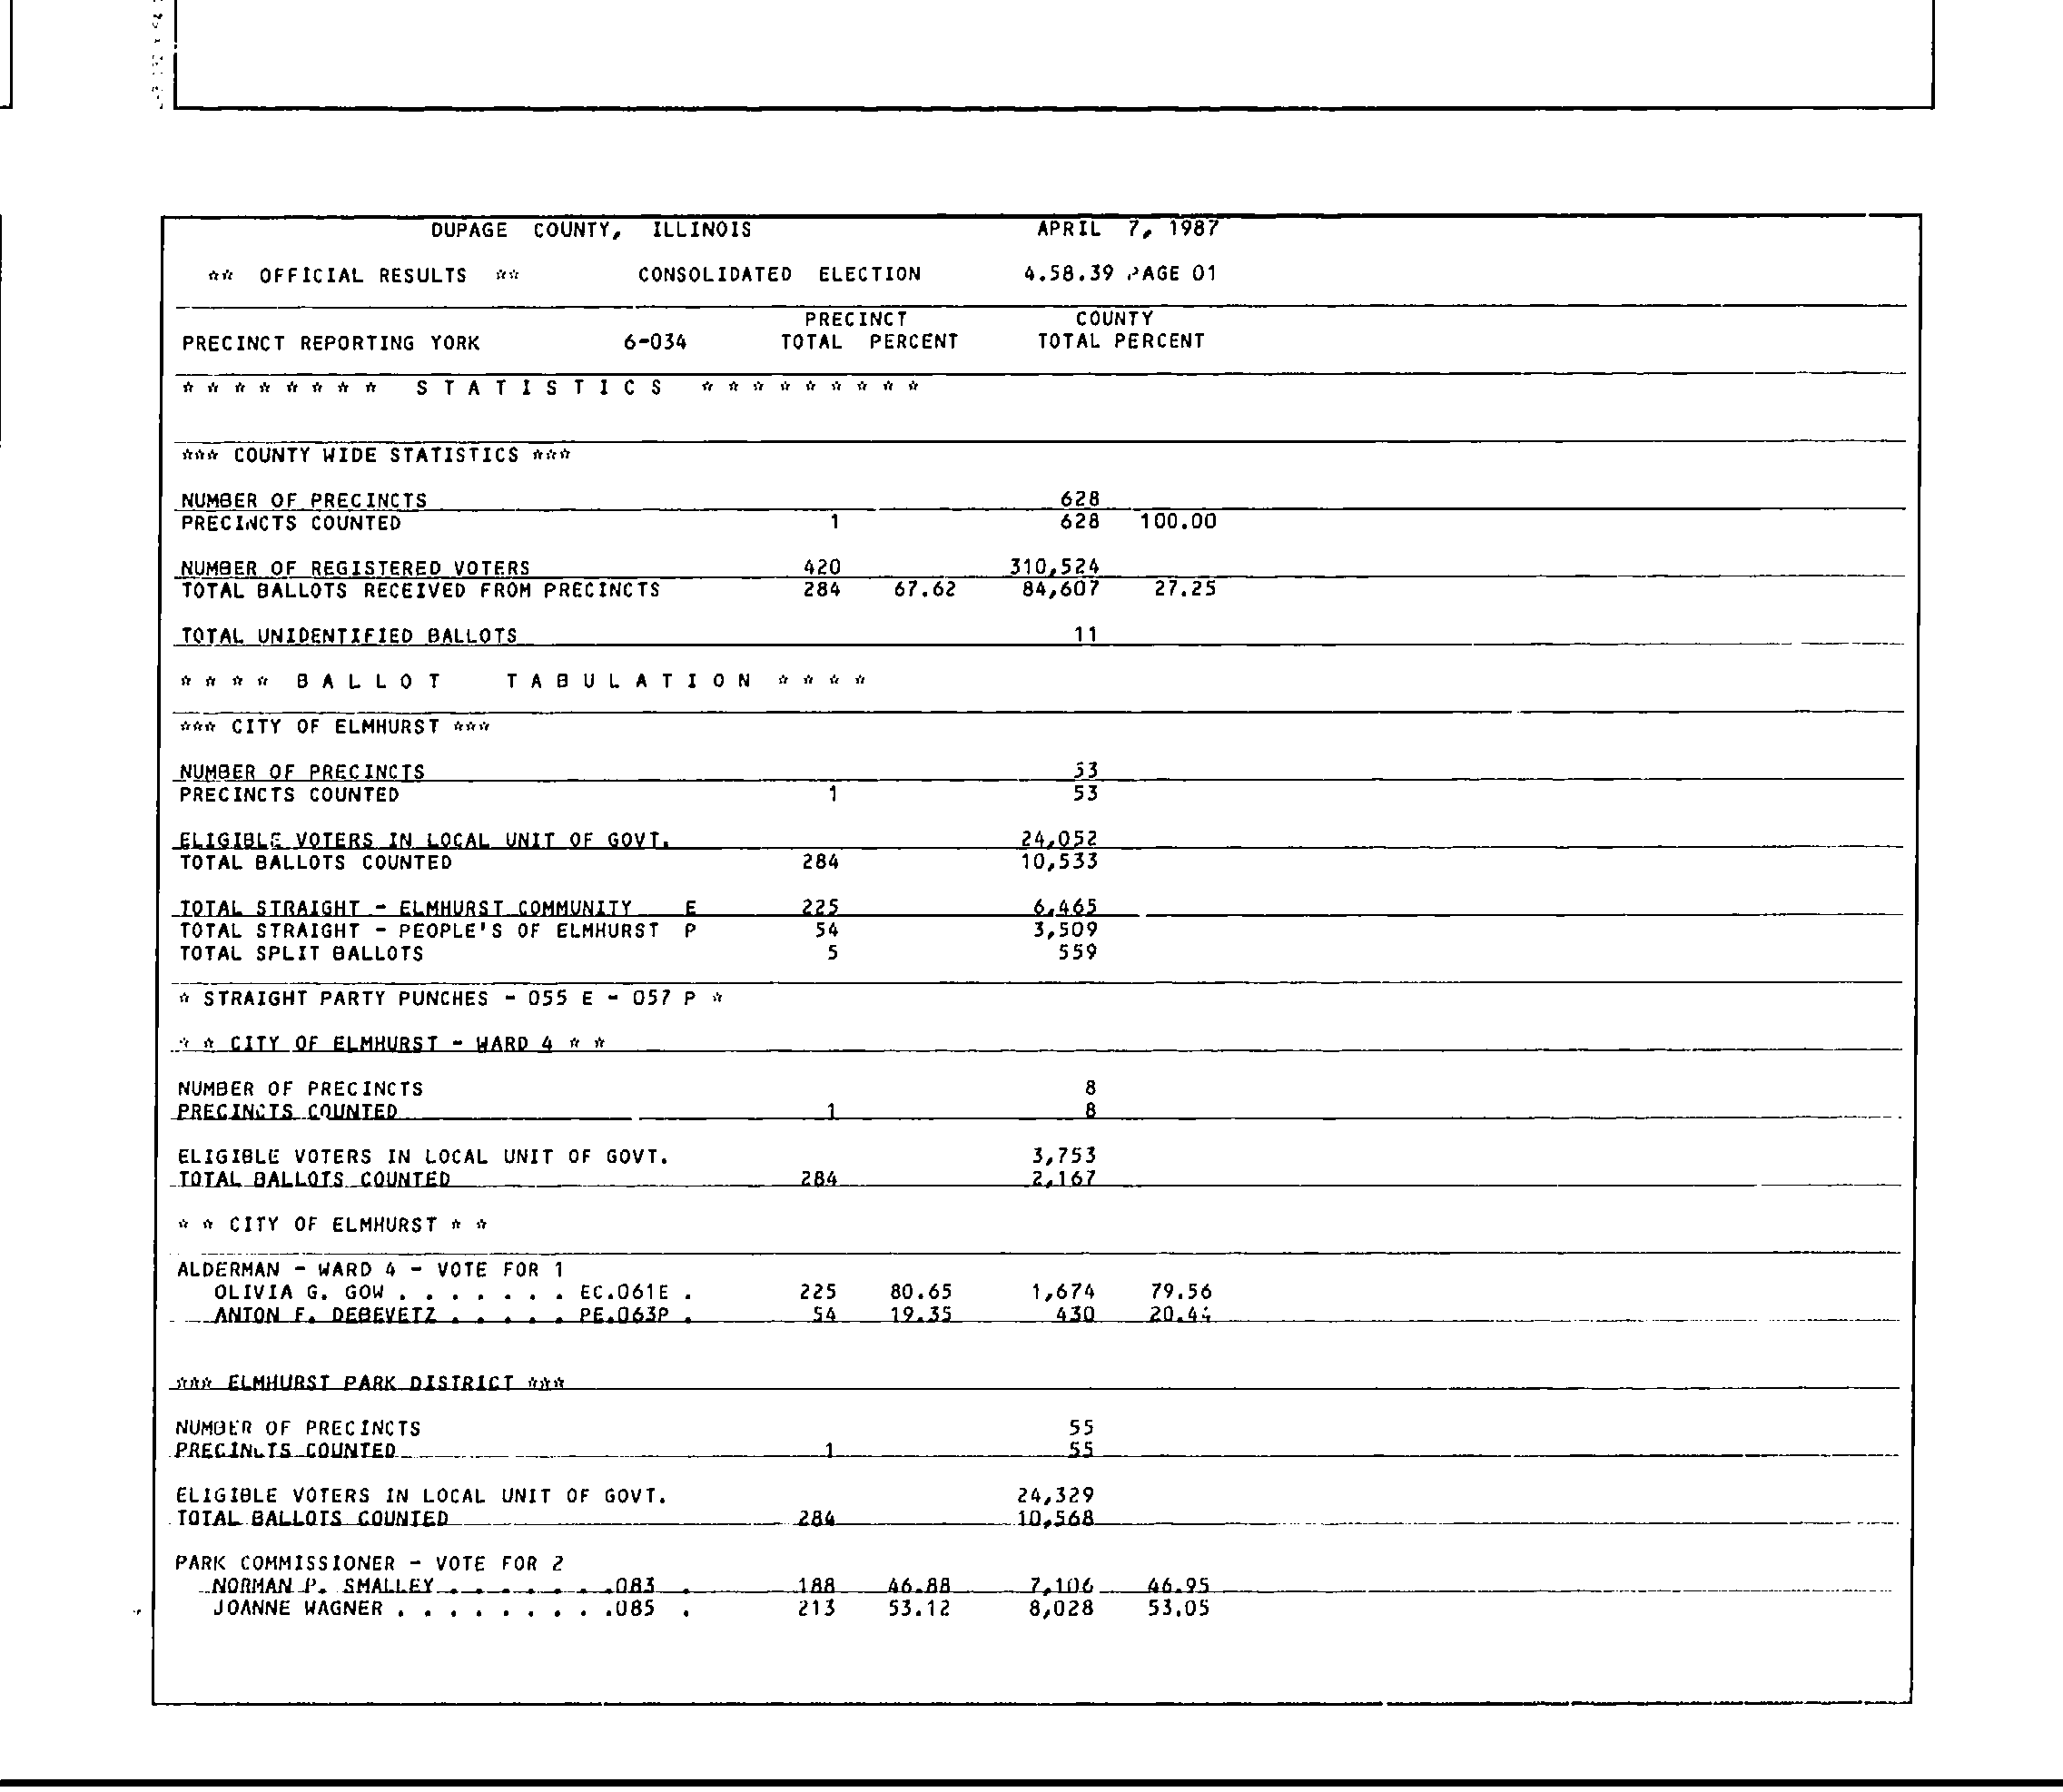 DUPAGE COUNTY, ILLINOIS APRIL 7, 1987
** OFFICIAL RESULTS ** CONSOLIDATED ELECTION 4.58.39 PAGE 01
PRECINCT COUNTY
PRECINCT REPORTING YORK 6-034 TOTAL PERCENT TOTAL PERCENT
* * * * * * * * S T A T I S T I C S * * * * * * * * *
*** COUNTY WIDE STATISTICS ***
NUMBER OF PRECINCTS 628
PRECINCTS COUNTED 1 628 100.00
NUMBER OF REGISTERED VOTERS 420 310,524
TOTAL BALLOTS RECEIVED FROM PRECINCTS 284 67.62 84,607 27.25
TOTAL UNIDENTIFIED BALLOTS 11
* * * * B A L L O T T A B U L A T I O N * * * *
*** CITY OF ELMHURST ***
NUMBER OF PRECINCTS 53
PRECINCTS COUNTED 1 53
ELIGIBLE VOTERS IN LOCAL UNIT OF GOVT. 24,052
TOTAL BALLOTS COUNTED 284 10,533
TOTAL STRAIGHT - ELMHURST COMMUNITY E 225 6,465
TOTAL STRAIGHT - PEOPLE'S OF ELMHURST P 54 3,509
TOTAL SPLIT BALLOTS 5 559
* STRAIGHT PARTY PUNCHES - 055 E - 057 P *
* * CITY OF ELMHURST - WARD 4 * *
NUMBER OF PRECINCTS 8
PRECINCTS COUNTED 1 8
ELIGIBLE VOTERS IN LOCAL UNIT OF GOVT. 3,753
TOTAL BALLOTS COUNTED 284 2,167
* * CITY OF ELMHURST * *
ALDERMAN - WARD 4 - VOTE FOR 1
OLIVIA G. GOW . . . . . . . EC.061E . 225 80.65 1,674 79.56
ANTON F. DEBEVETZ . . . . . PE.063P . 54 19.35 430 20.44
*** ELMHURST PARK DISTRICT ***
NUMBER OF PRECINCTS 55
PRECINCTS COUNTED 1 55
ELIGIBLE VOTERS IN LOCAL UNIT OF GOVT. 24,329
TOTAL BALLOTS COUNTED 284 10,568
PARK COMMISSIONER - VOTE FOR 2
NORMAN P. SMALLEY . . . . . . .083 . 188 46.88 7,106 46.95
JOANNE WAGNER . . . . . . . . .085 . 213 53.12 8,028 53.05